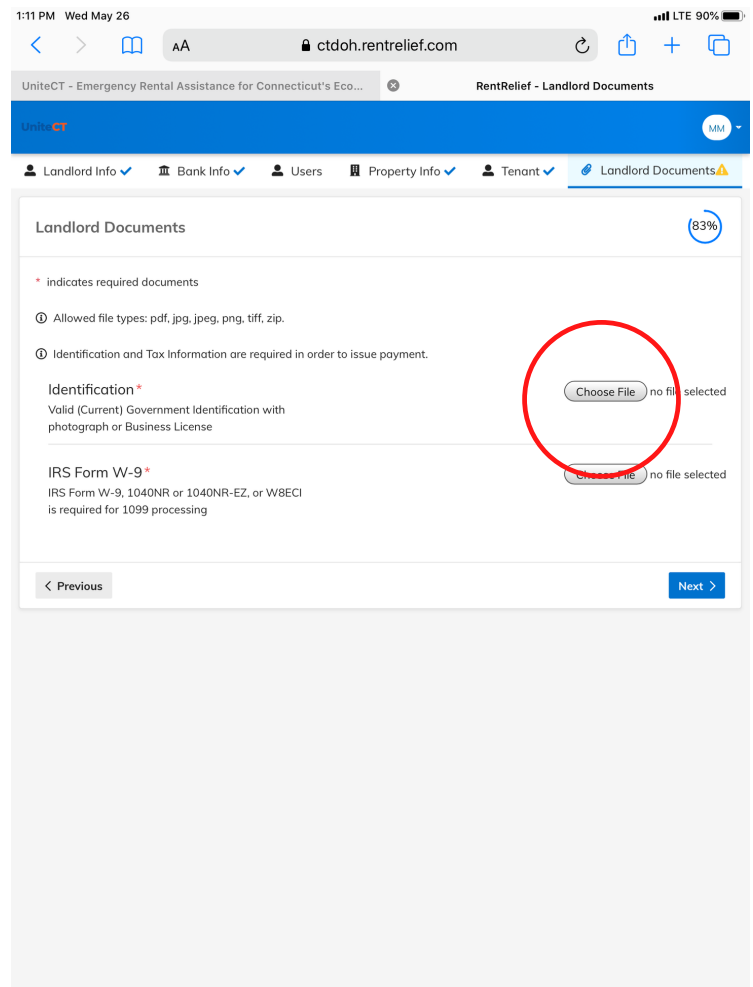 1:11 PM Wed May 26
LTE 90%
AA
ctdoh.rentrelief.com
UniteCT - Emergency Rental Assistance for Connecticut's Eco...
RentRelief - Landlord Documents
UniteCT
MM
Landlord Info
Bank Info
Users
Property Info
Tenant
Landlord Documents
Landlord Documents
83%
* indicates required documents
Allowed file types: pdf, jpg, jpeg, png, tiff, zip.
Identification and Tax Information are required in order to issue payment.
Identification*
Choose File no file selected
Valid (Current) Government Identification with
photograph or Business License
IRS Form W-9*
Choose File no file selected
IRS Form W-9, 1040NR or 1040NR-EZ, or W8ECI
is required for 1099 processing
< Previous
Next >